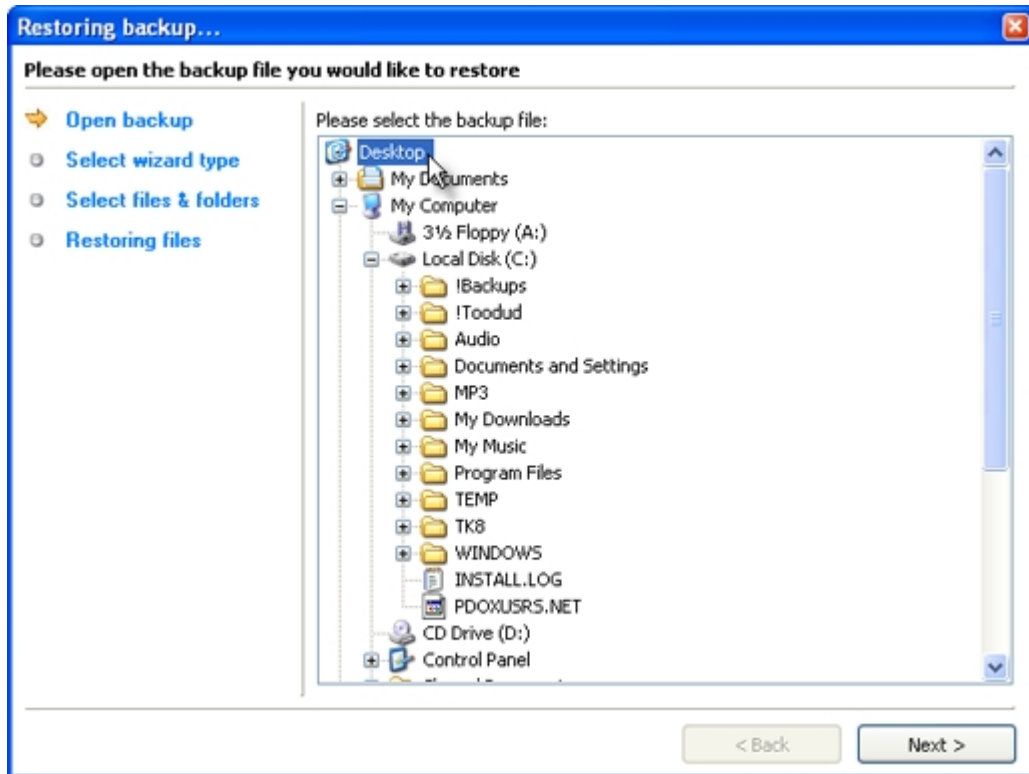 Restoring backup...
Please open the backup file you would like to restore
Open backup
Select wizard type
Select files & folders
Restoring files
Please select the backup file:
Desktop
My Documents
My Computer
3½ Floppy (A:)
Local Disk (C:)
!Backups
!Toodud
Audio
Documents and Settings
MP3
My Downloads
My Music
Program Files
TEMP
TK8
WINDOWS
INSTALL.LOG
PDOXUSRS.NET
CD Drive (D:)
Control Panel
< Back
Next >